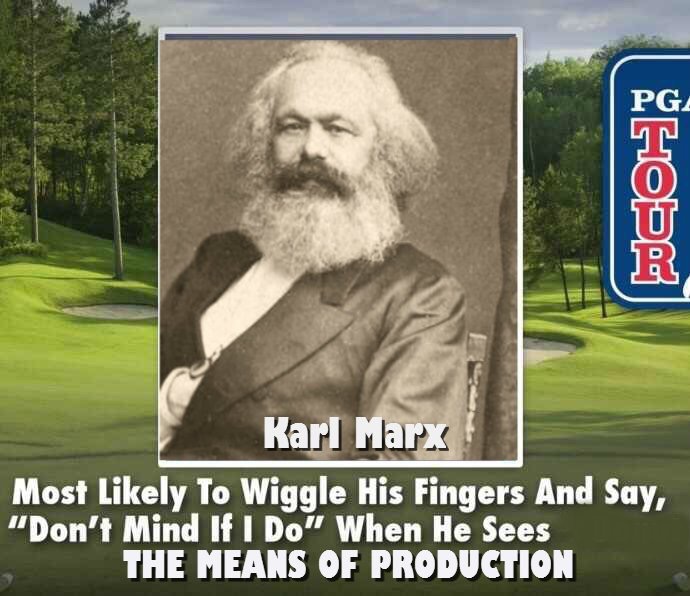 PGA
TOUR
Karl Marx
Most Likely To Wiggle His Fingers And Say,
“Don’t Mind If I Do” When He Sees
THE MEANS OF PRODUCTION